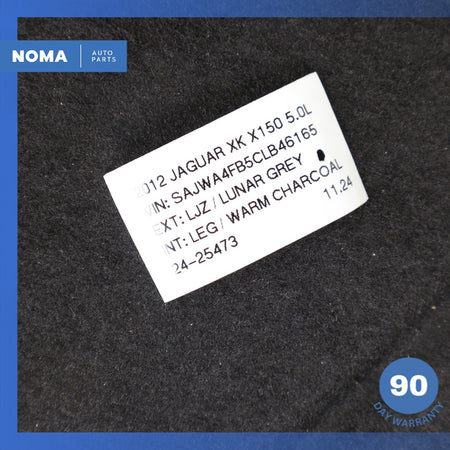 NOMA
AUTO
PARTS
2012 JAGUAR XK X150 5.0L
VIN: SAJWA4FB5CLB46165
EXT: LJZ / LUNAR GREY
INT: LEG / WARM CHARCOAL
24-25473
11.24
90
DAY WARRANTY